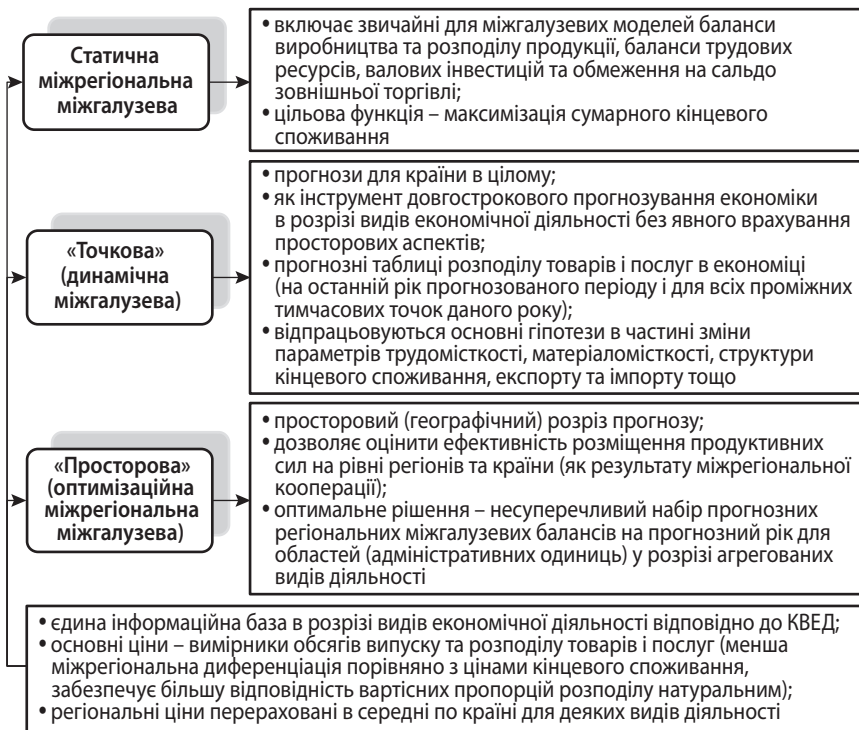 Статична
міжрегіональна
міжгалузева
• включає звичайні для міжгалузевих моделей баланси
виробництва та розподілу продукції, баланси трудових
ресурсів, валових інвестицій та обмеження на сальдо
зовнішньої торгівлі;
• цільова функція – максимізація сумарного кінцевого
споживання
«Точкова»
(динамічна
міжгалузева)
• прогнози для країни в цілому;
• як інструмент довгострокового прогнозування економіки
в розрізі видів економічної діяльності без явного врахування
просторових аспектів;
• прогнозні таблиці розподілу товарів і послуг в економіці
(на останній рік прогнозованого періоду і для всіх проміжних
тимчасових точок даного року);
• відпрацьовуються основні гіпотези в частині зміни
параметрів трудомісткості, матеріаломісткості, структури
кінцевого споживання, експорту та імпорту тощо
«Просторова»
(оптимізаційна
міжрегіональна
міжгалузева)
• просторовий (географічний) розріз прогнозу;
• дозволяє оцінити ефективність розміщення продуктивних
сил на рівні регіонів та країни (як результату міжрегіональної
кооперації);
• оптимальне рішення – несуперечливий набір прогнозних
регіональних міжгалузевих балансів на прогнозний рік для
областей (адміністративних одиниць) у розрізі агрегованих
видів діяльності
• єдина інформаційна база в розрізі видів економічної діяльності відповідно до КВЕД;
• основні ціни – вимірники обсягів випуску та розподілу товарів і послуг (менша
міжрегіональна диференціація порівняно з цінами кінцевого споживання,
забезпечує більшу відповідність вартісних пропорцій розподілу натуральним);
• регіональні ціни перераховані в середні по країні для деяких видів діяльності